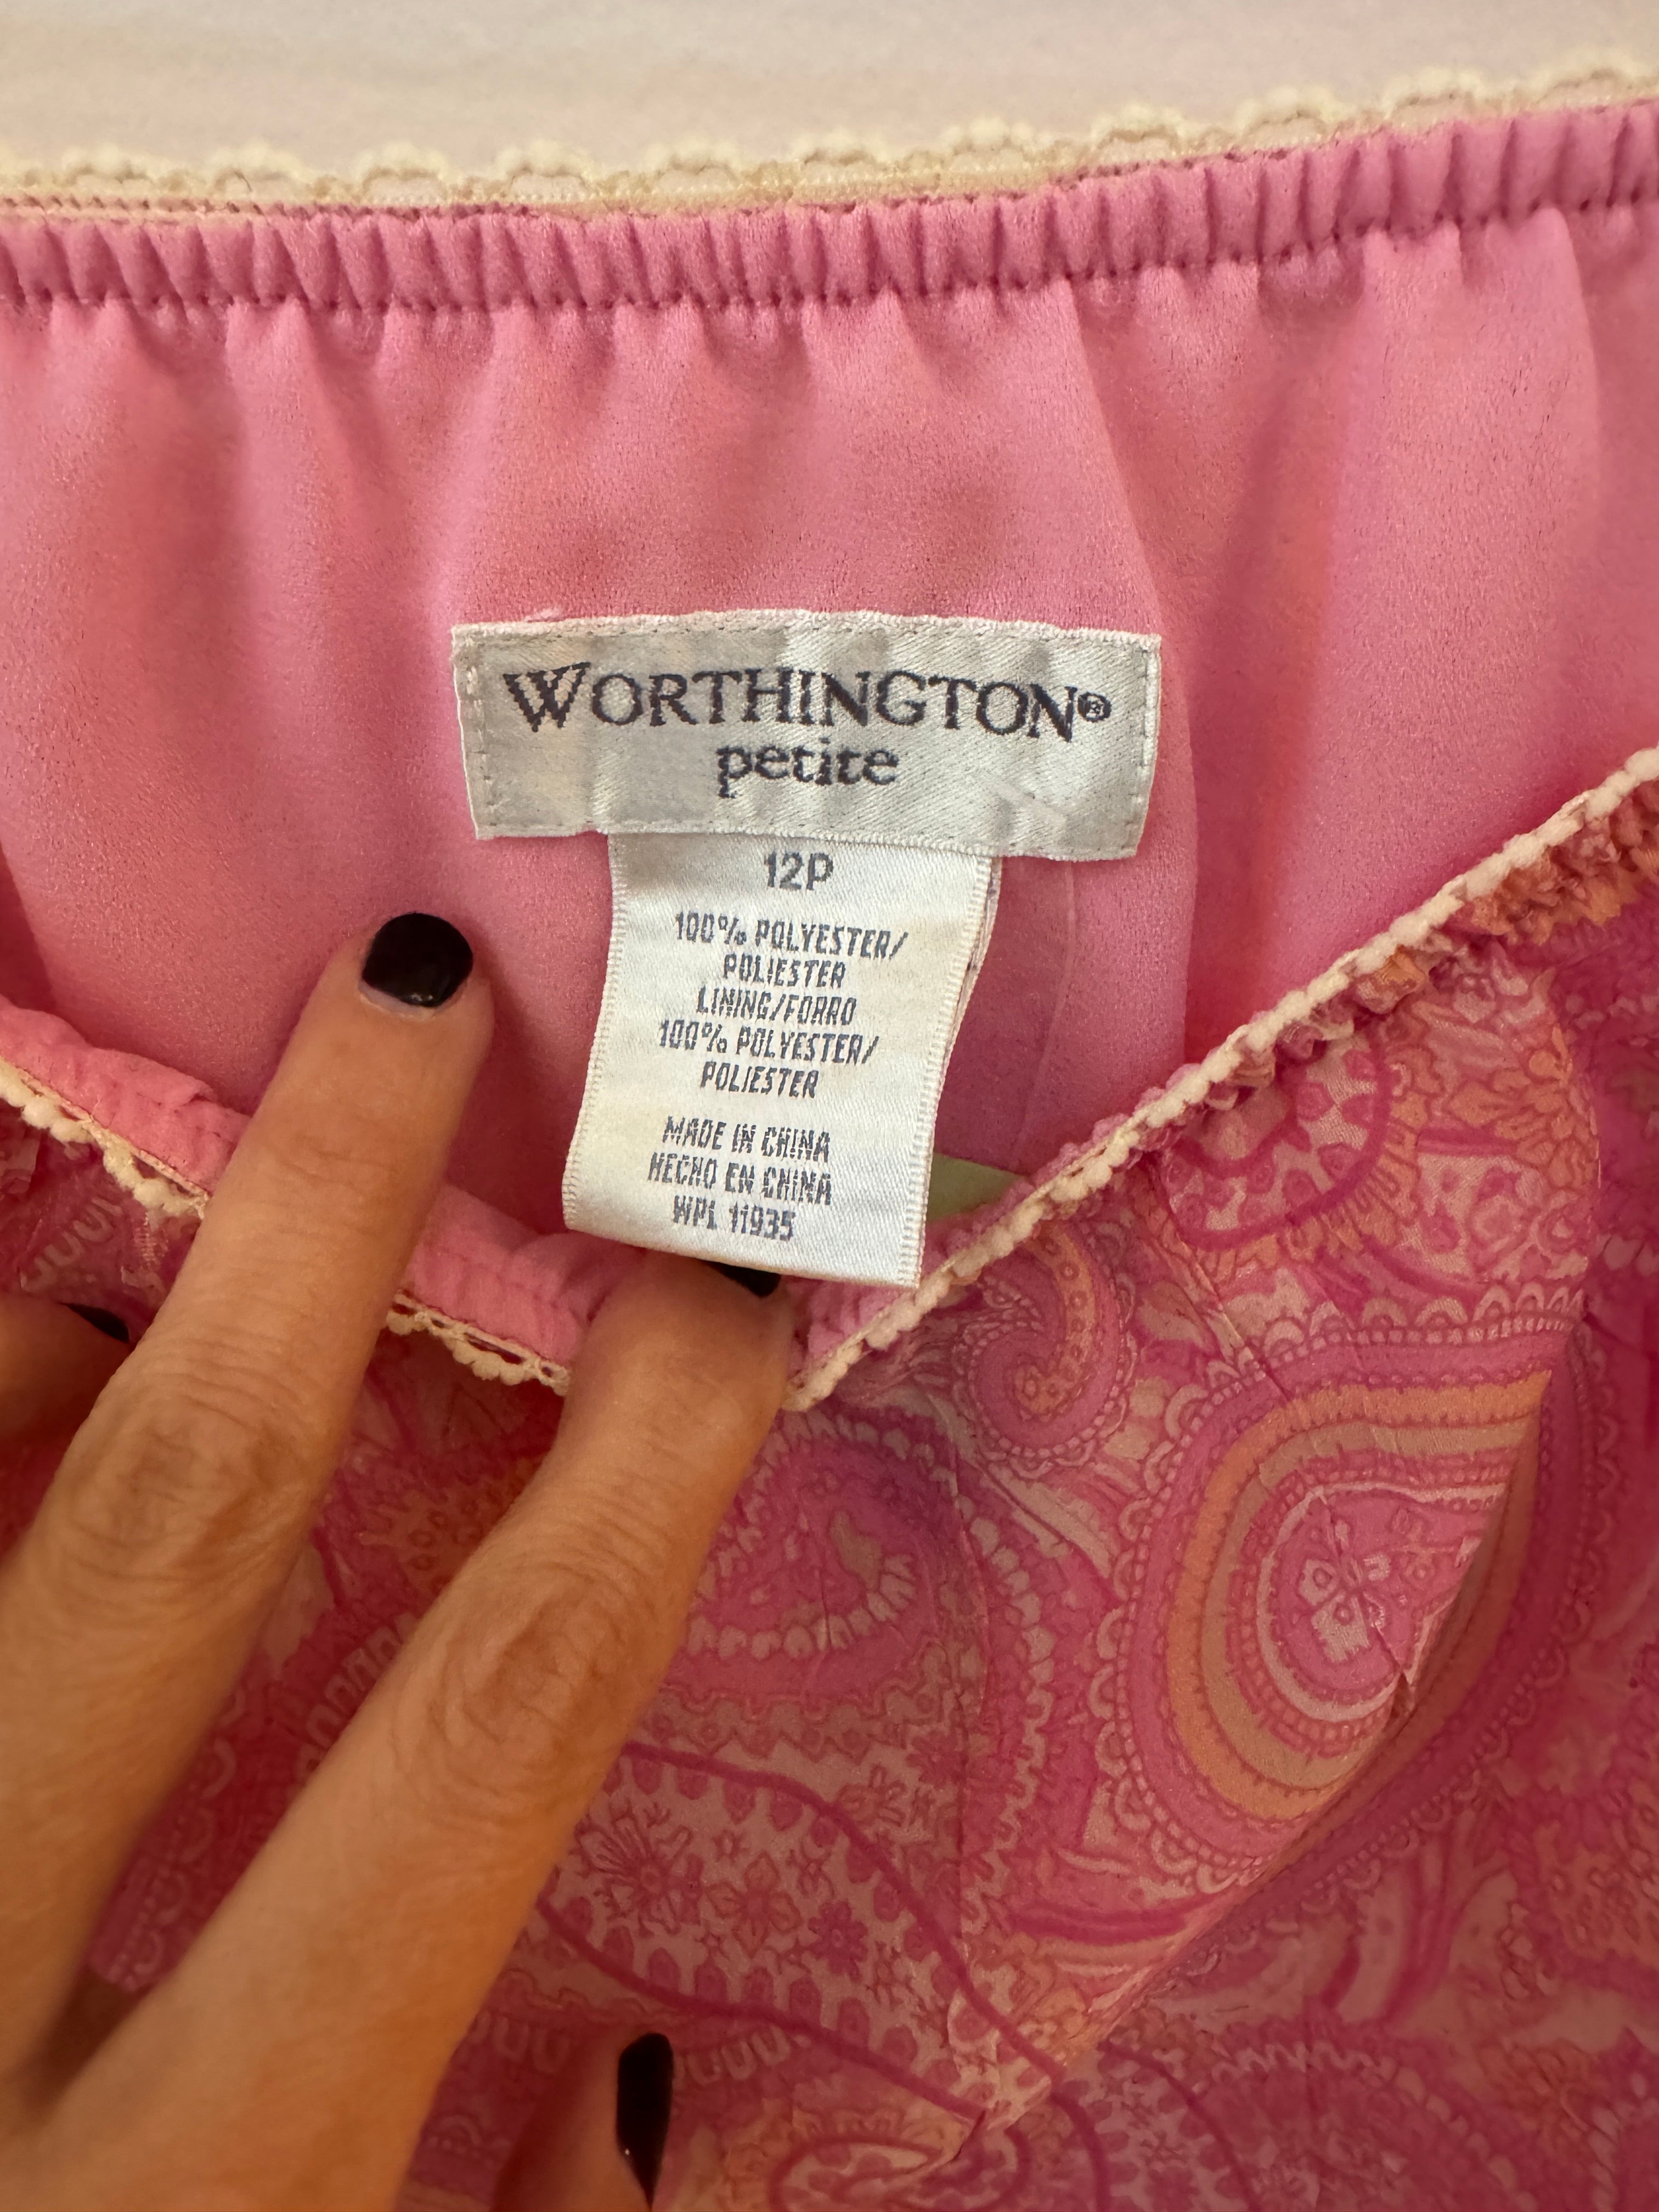 WORTHINGTON®
petite
12P
100% POLYESTER/
POLIESTER
LINING/FORRO
100% POLYESTER/
POLIESTER
MADE IN CHINA
HECHO EN CHINA
WPL 11935